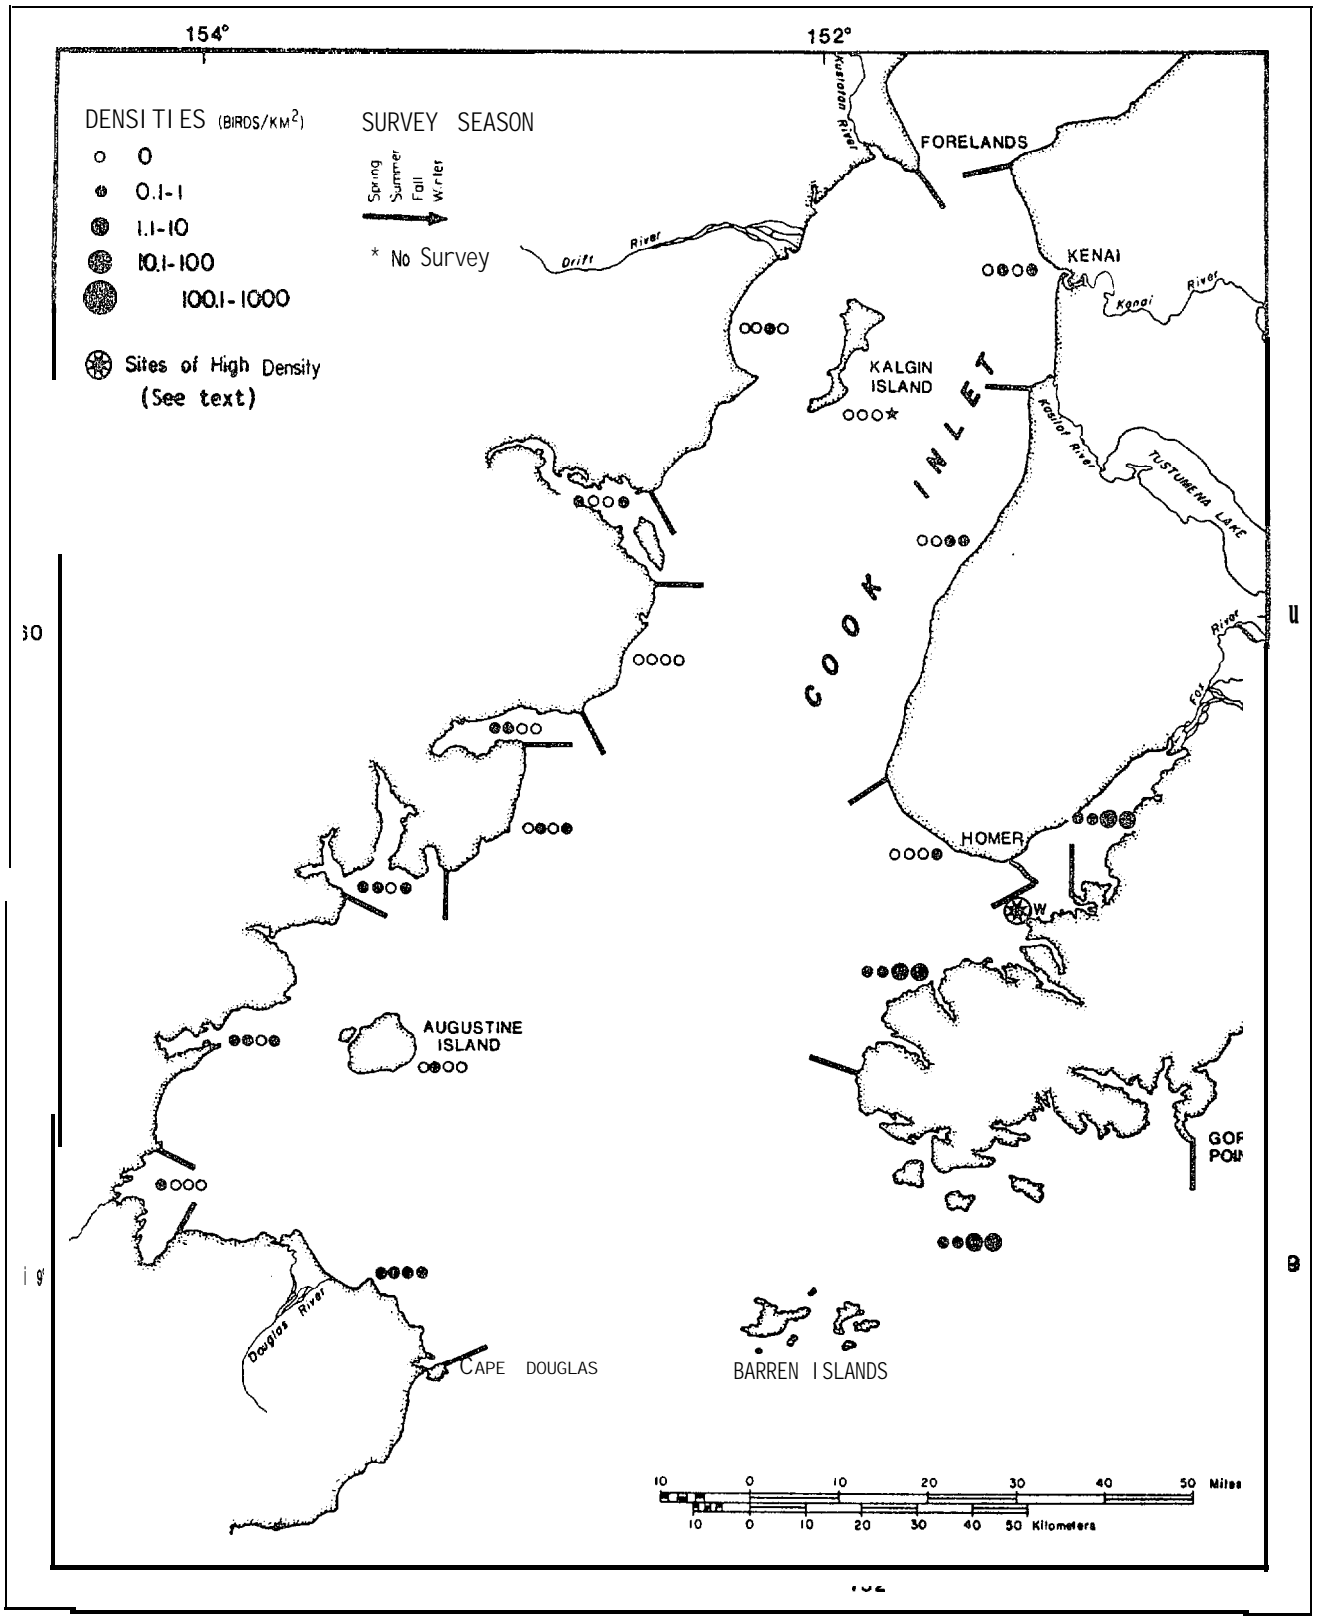 154°
152°
DENSITIES (BIRDS/KM²)
0
0.1-1
1.1-10
10.1-100
100.1-1000
Sites of High Density
(See text)
SURVEY SEASON
Spring
Summer
Fall
Winter
* No Survey
Kustatan River
FORELANDS
Drift River
KENAI
Kenai River
KALGIN
ISLAND
COOK INLET
Kasilof River
TUSTUMENA LAKE
Fox River
HOMER
W
AUGUSTINE
ISLAND
GOR
POIN
Douglas River
CAPE DOUGLAS
BARREN ISLANDS
10 0 10 20 30 40 50 Miles
10 0 10 20 30 40 50 Kilometers